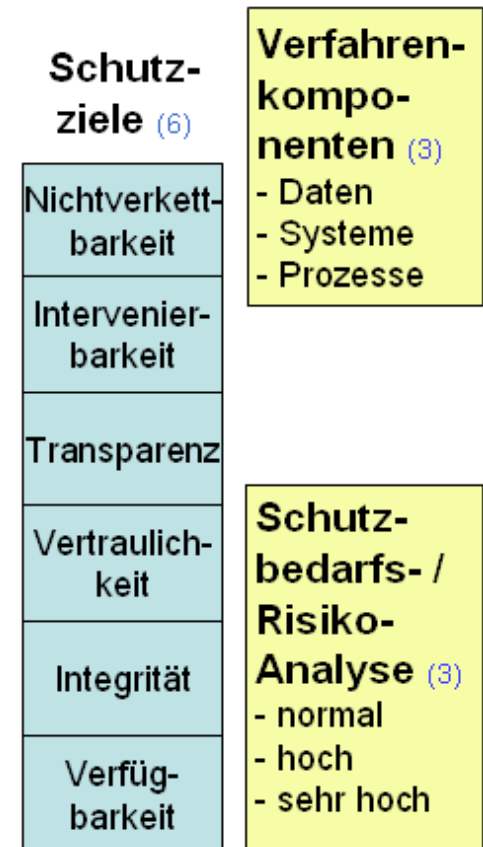 Schutz-
ziele (6)
Nichtverkett-
barkeit
Intervenier-
barkeit
Transparenz
Vertraulich-
keit
Integrität
Verfüg-
barkeit
Verfahren-
kompo-
nenten (3)
- Daten
- Systeme
- Prozesse
Schutz-
bedarfs- /
Risiko-
Analyse (3)
- normal
- hoch
- sehr hoch